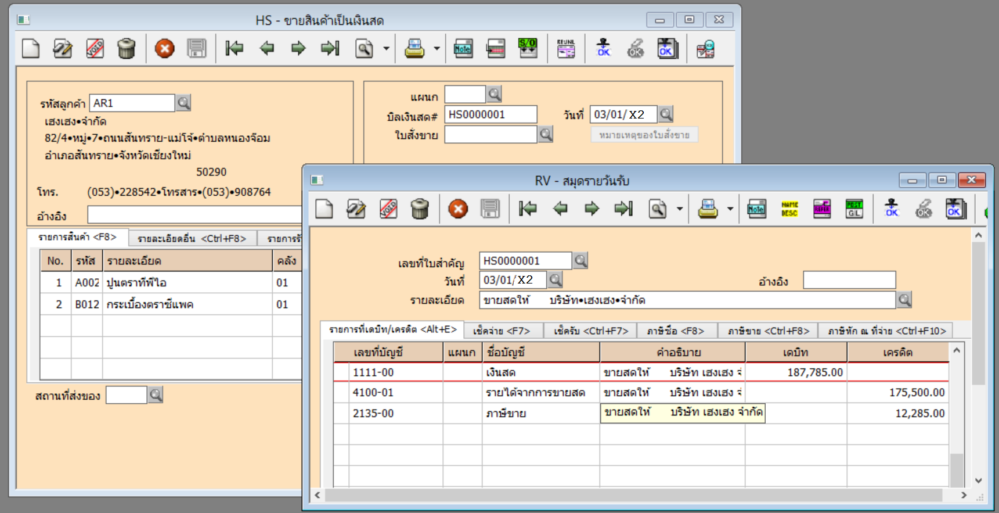 HS - ขายสินค้าเป็นเงินสด
VOID
Note
S/O
RE:JNL
OK
OK
OK
รหัสลูกค้า AR1
เฮงเฮง•จำกัด
82/4•หมู่•7•ถนนสันทราย-แม่โจ้•ตำบลหนองจ๊อม
อำเภอสันทราย•จังหวัดเชียงใหม่
50290
โทร. (053)•228542•โทรสาร•(053)•908764
อ้างอิง
แผนก
บิลเงินสด# HS0000001 วันที่ 03/01/X2
ใบสั่งขาย หมายเหตุของใบสั่งขาย
รายการสินค้า <F8> รายละเอียดอื่น <Ctrl+F8> รายการรั
No. รหัส รายละเอียด คลัง
1 A002 ปูนตราทีพีไอ 01
2 B012 กระเบื้องตราซีแพค 01
สถานที่ส่งของ
RV - สมุดรายวันรับ
VOID
Note
NAME DESC
REFER
POST G/L
OK
OK
OK
เลขที่ใบสำคัญ HS0000001
วันที่ 03/01/X2 อ้างอิง
รายละเอียด ขายสดให้ บริษัท•เฮงเฮง•จำกัด
รายการที่เดบิท/เครดิต <Alt+E> เช็คจ่าย <F7> เช็ครับ <Ctrl+F7> ภาษีซื้อ <F8> ภาษีขาย <Ctrl+F8> ภาษีหัก ณ ที่จ่าย <Ctrl+F10>
เลขที่บัญชี แผนก ชื่อบัญชี คำอธิบาย เดบิท เครดิต
1111-00 เงินสด ขายสดให้ บริษัท เฮงเฮง จ 187,785.00
4100-01 รายได้จากการขายสด ขายสดให้ บริษัท เฮงเฮง จ 175,500.00
2135-00 ภาษีขาย ขายสดให้ บริษัท เฮงเฮง จำกัด 12,285.00